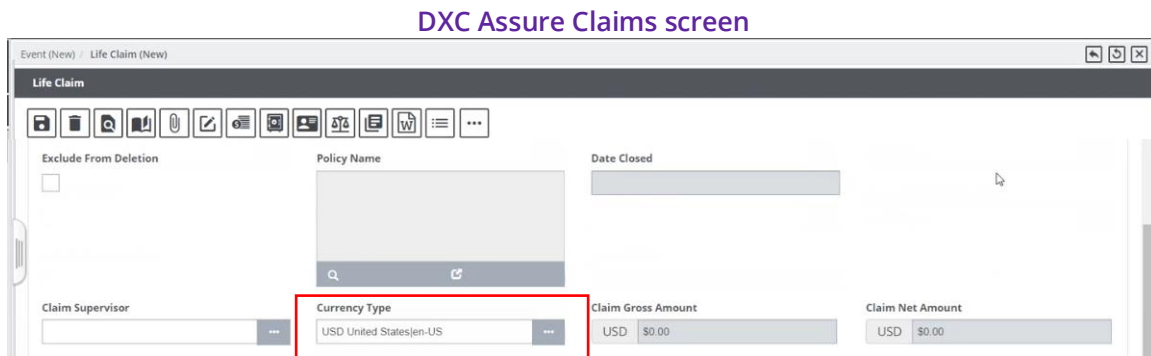 DXC Assure Claims screen
Event (New) / Life Claim (New)
Life Claim
Exclude From Deletion
Policy Name
Date Closed
Claim Supervisor
Currency Type
Claim Gross Amount
Claim Net Amount
USD United States|en-US
USD $0.00
USD $0.00